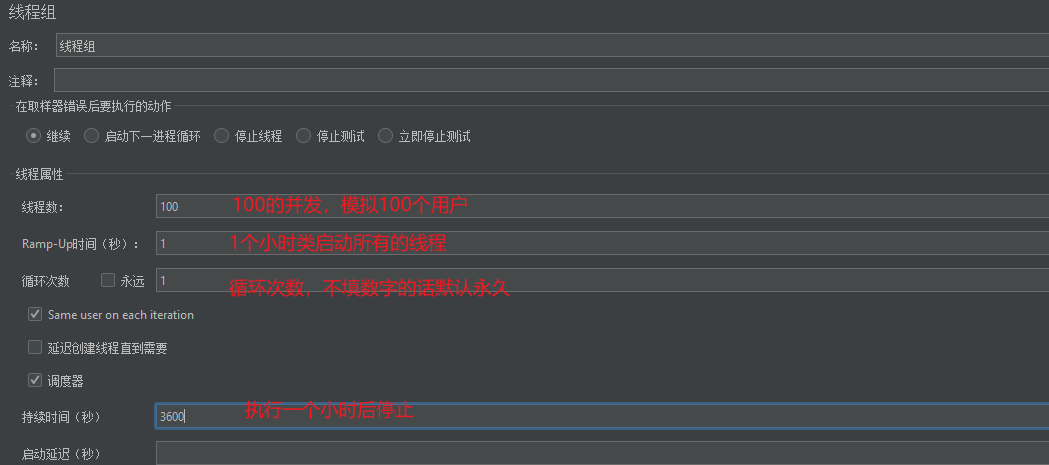 线程组
名称： 线程组
注释：
在取样器错误后要执行的动作
继续 启动下一进程循环 停止线程 停止测试 立即停止测试
线程属性
线程数： 100 100的并发，模拟100个用户
Ramp-Up时间（秒）： 1 1个小时类启动所有的线程
循环次数 永远 1 循环次数，不填数字的话默认永久
Same user on each iteration
延迟创建线程直到需要
调度器
持续时间（秒） 3600 执行一个小时后停止
启动延迟（秒）